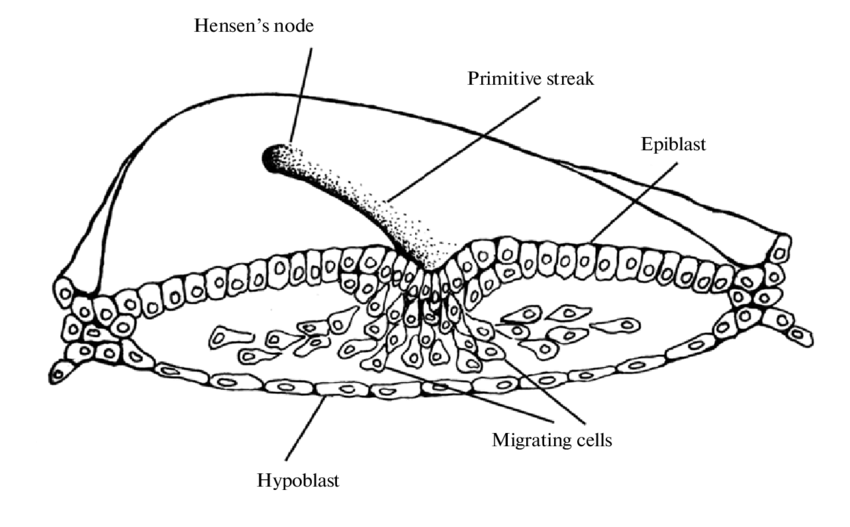 Hensen's node
Primitive streak
Epiblast
Migrating cells
Hypoblast